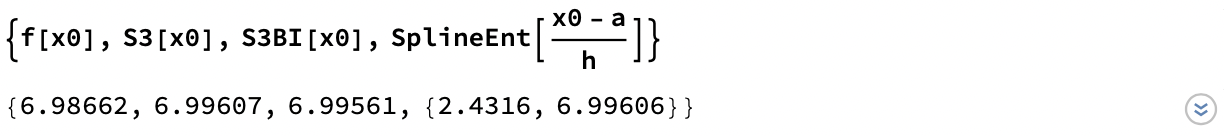 {f[x0], S3[x0], S3BI[x0], SplineEnt[(x0 - a)/h]}
{6.98662, 6.99607, 6.99561, {2.4316, 6.99606}}